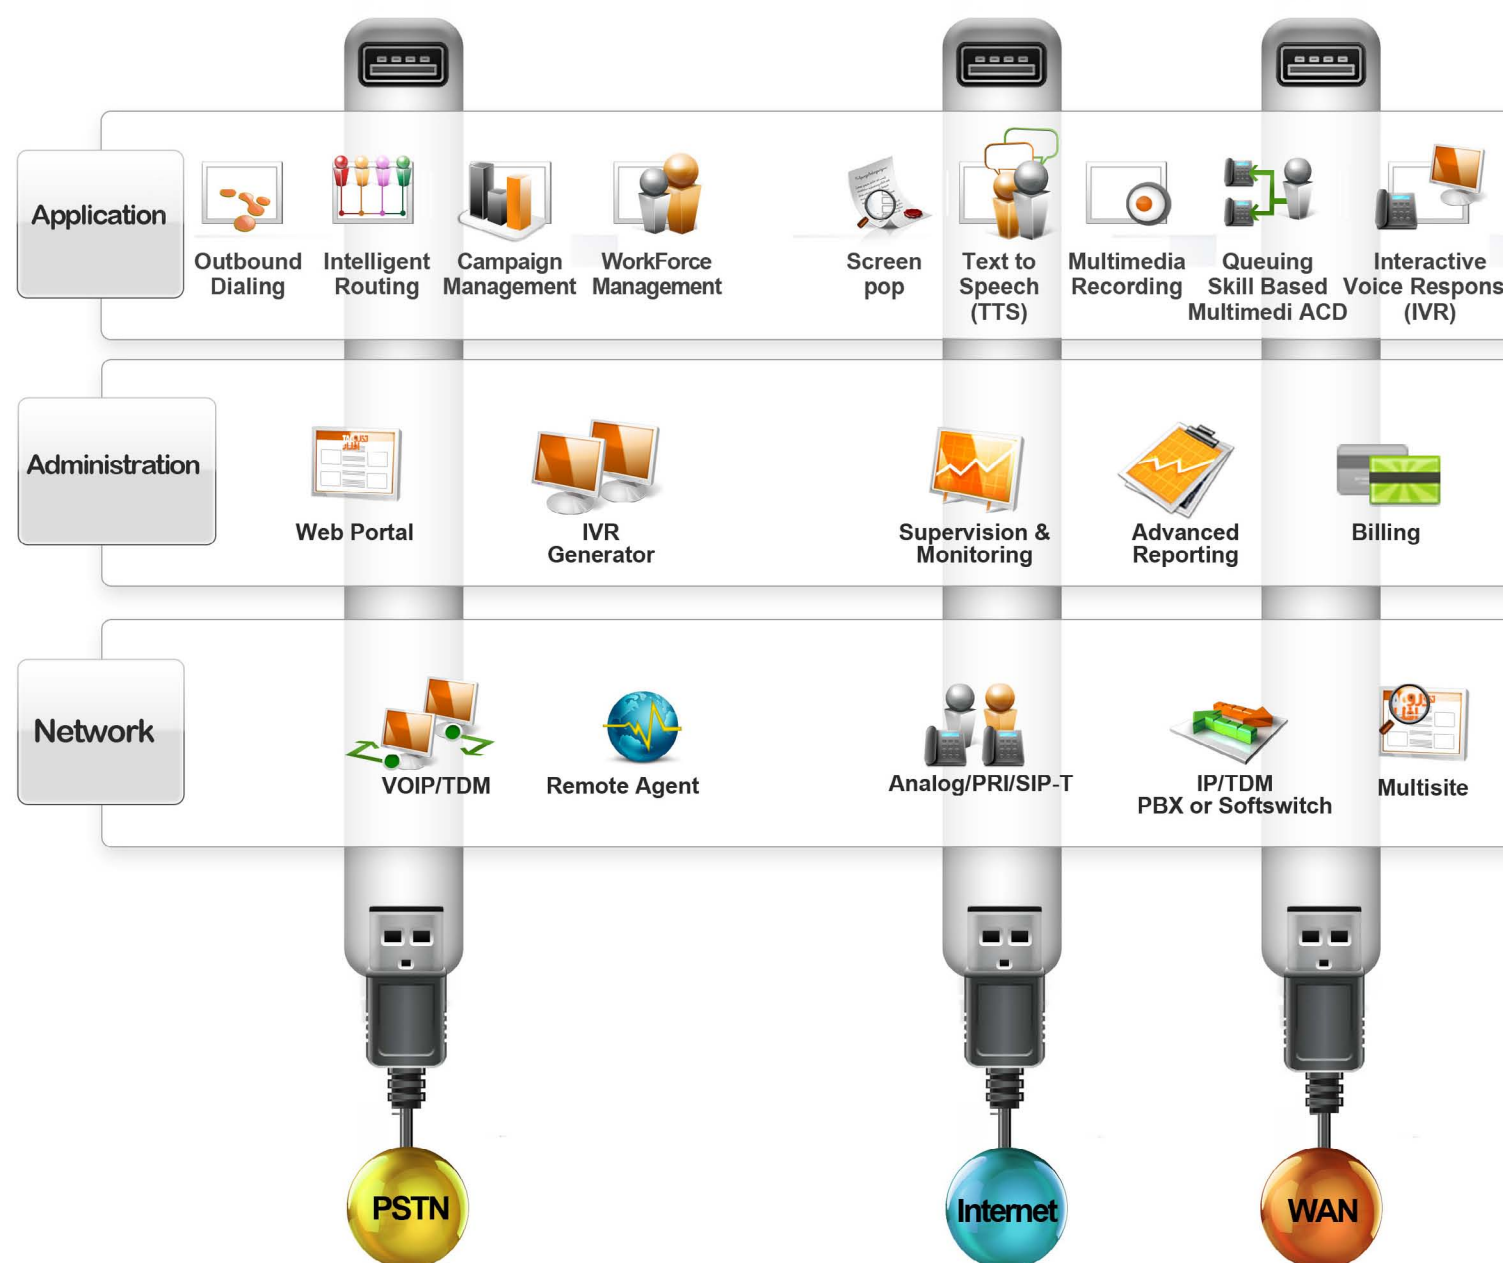 Application
Outbound
Dialing
Intelligent
Routing
Campaign
Management
WorkForce
Management
Screen
pop
Text to
Speech
(TTS)
Multimedia
Recording
Queuing
Skill Based
Multimedi ACD
Interactive
Voice Respons
(IVR)
Administration
Web Portal
IVR
Generator
Supervision &
Monitoring
Advanced
Reporting
Billing
Network
VOIP/TDM
Remote Agent
Analog/PRI/SIP-T
IP/TDM
PBX or Softswitch
Multisite
PSTN
Internet
WAN